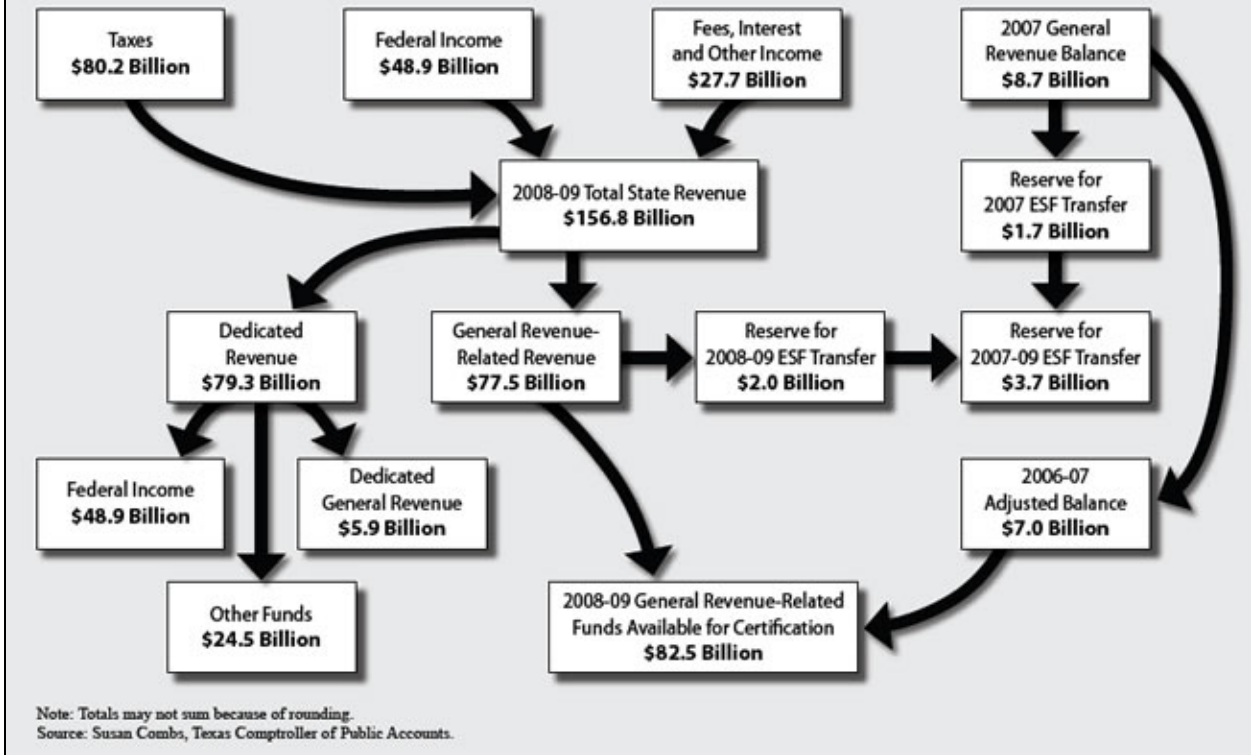 Taxes
$80.2 Billion
Federal Income
$48.9 Billion
Fees, Interest
and Other Income
$27.7 Billion
2007 General
Revenue Balance
$8.7 Billion
2008-09 Total State Revenue
$156.8 Billion
Reserve for
2007 ESF Transfer
$1.7 Billion
Dedicated
Revenue
$79.3 Billion
General Revenue-
Related Revenue
$77.5 Billion
Reserve for
2008-09 ESF Transfer
$2.0 Billion
Reserve for
2007-09 ESF Transfer
$3.7 Billion
Federal Income
$48.9 Billion
Dedicated
General Revenue
$5.9 Billion
2006-07
Adjusted Balance
$7.0 Billion
Other Funds
$24.5 Billion
2008-09 General Revenue-Related
Funds Available for Certification
$82.5 Billion
Note: Totals may not sum because of rounding.
Source: Susan Combs, Texas Comptroller of Public Accounts.